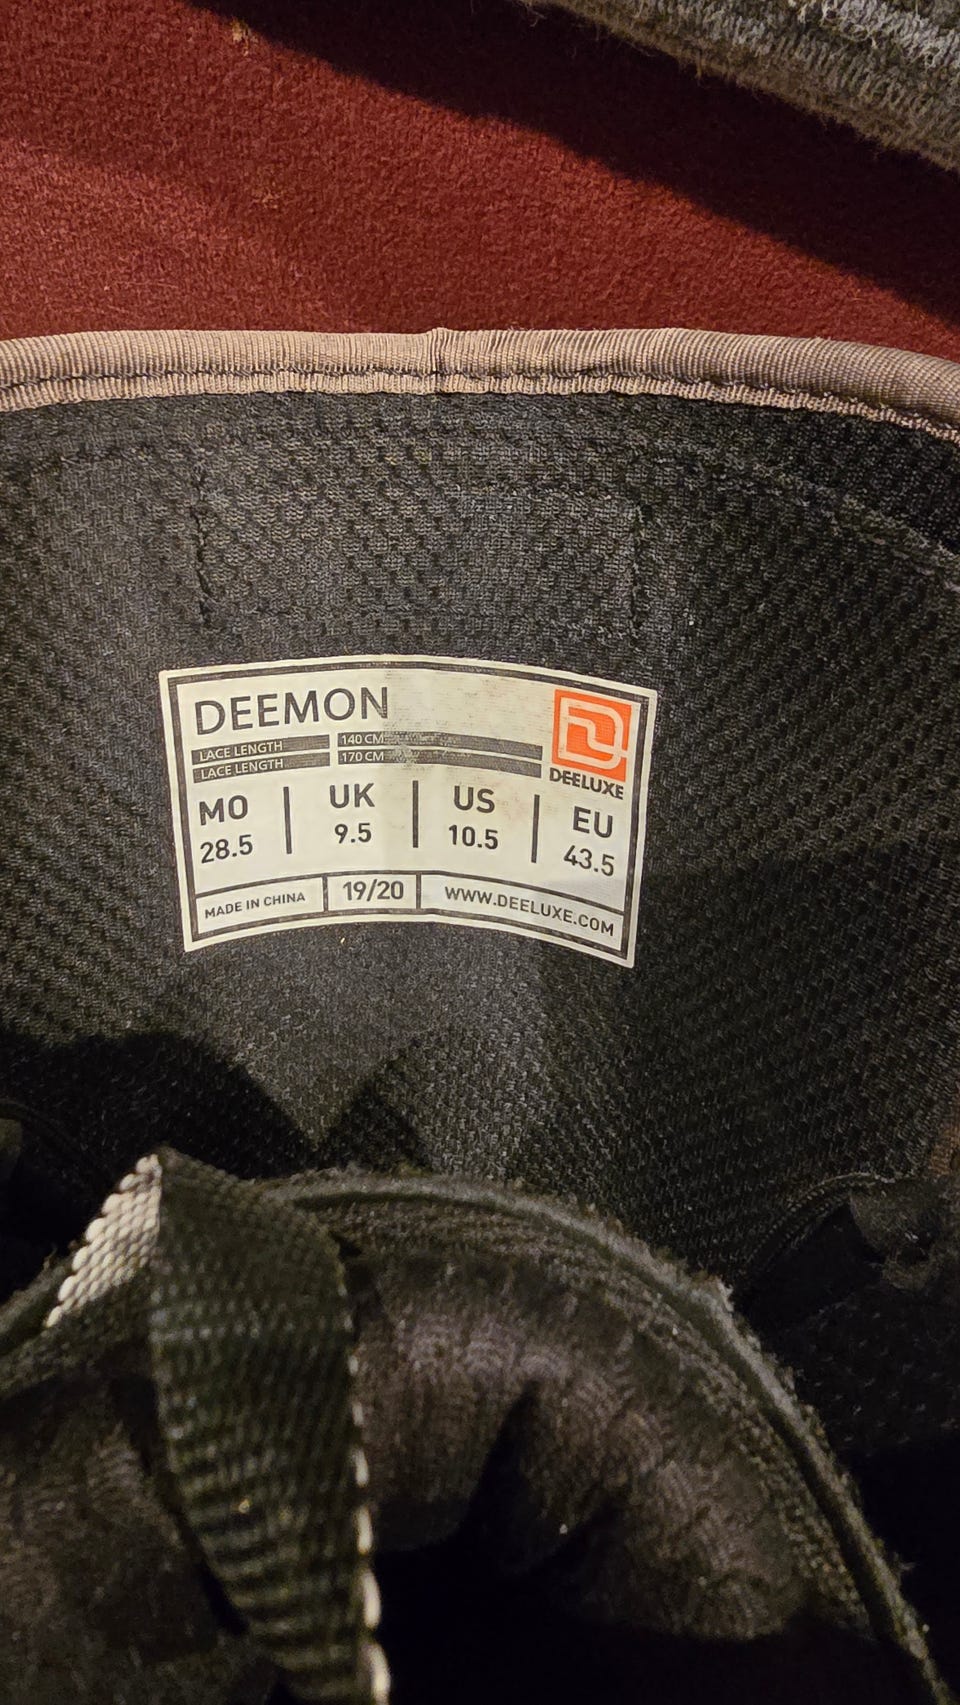 DEEMON
LACE LENGTH 140 CM
LACE LENGTH 170 CM
DEELUXE
MO UK US EU
28.5 9.5 10.5 43.5
MADE IN CHINA 19/20 WWW.DEELUXE.COM